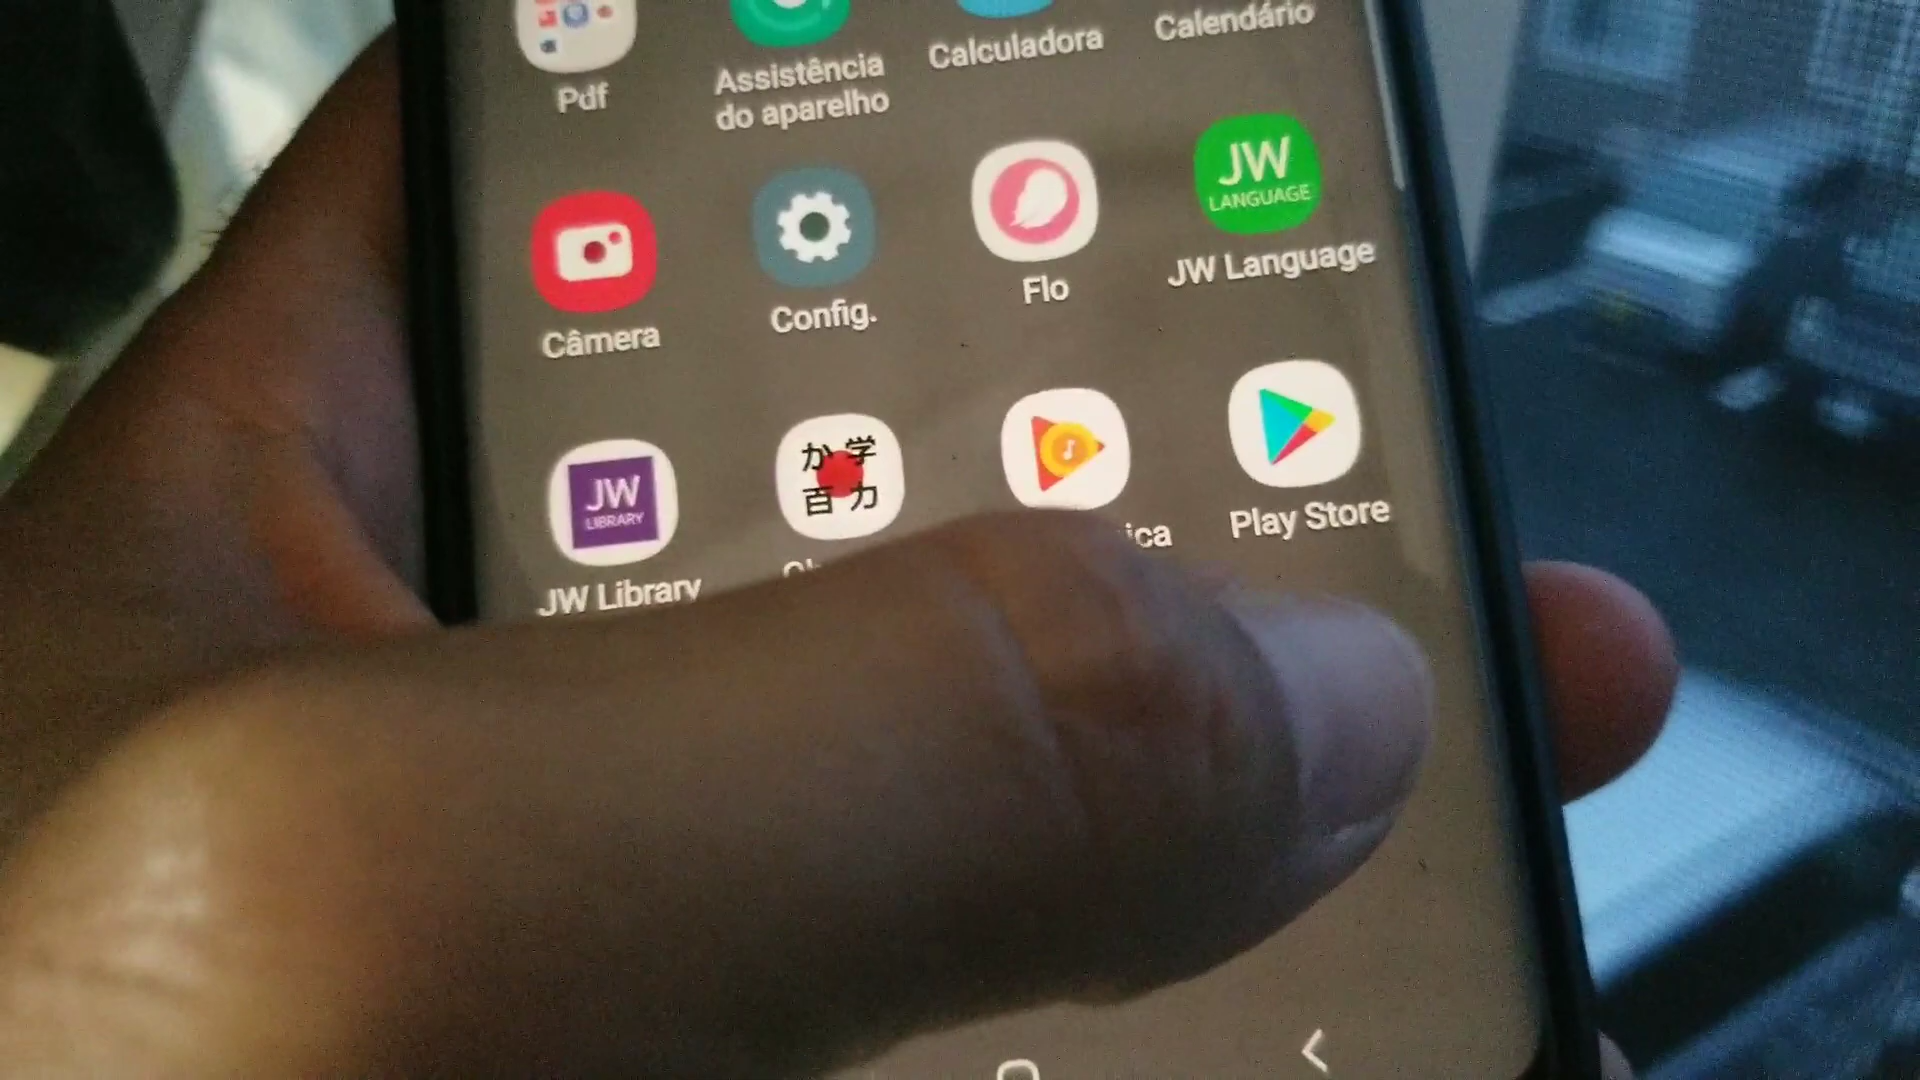 Pdf
Assistência
do aparelho
Calculadora
Calendário
Câmera
Config.
Flo
JW
LANGUAGE
JW Language
JW
LIBRARY
JW Library
か 学
百 力
ica
Play Store